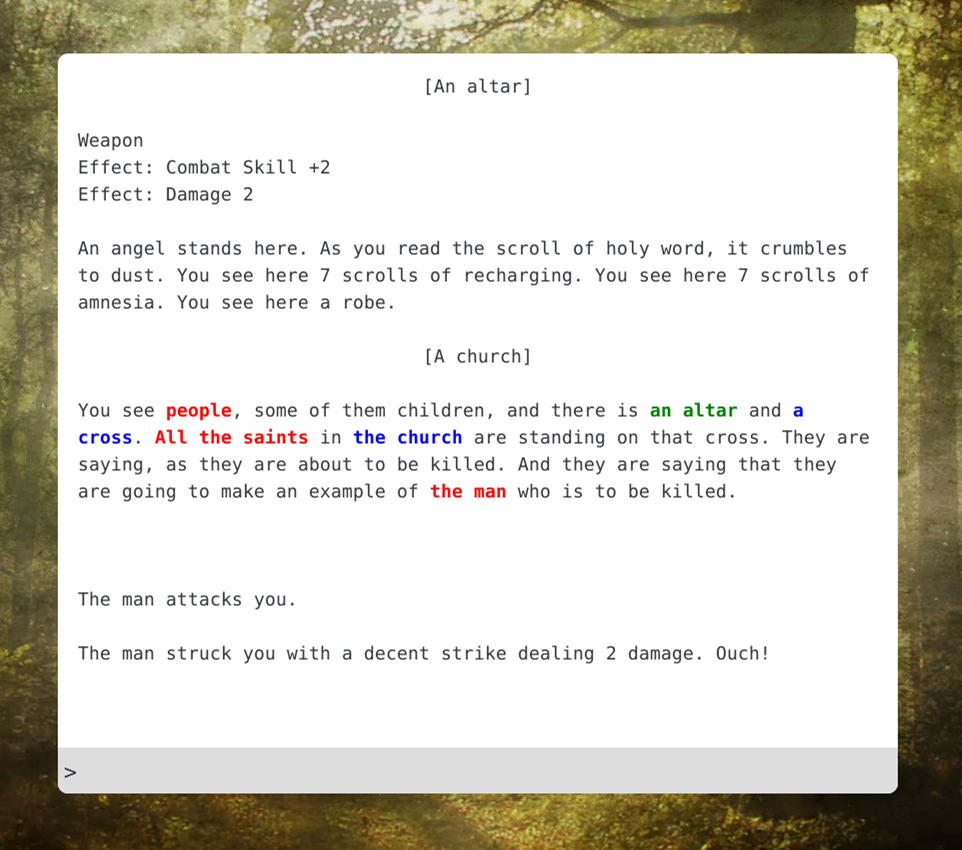 [An altar]
Weapon
Effect: Combat Skill +2
Effect: Damage 2
An angel stands here. As you read the scroll of holy word, it crumbles
to dust. You see here 7 scrolls of recharging. You see here 7 scrolls of
amnesia. You see here a robe.
[A church]
You see people, some of them children, and there is an altar and a
cross. All the saints in the church are standing on that cross. They are
saying, as they are about to be killed. And they are saying that they
are going to make an example of the man who is to be killed.
The man attacks you.
The man struck you with a decent strike dealing 2 damage. Ouch!
>